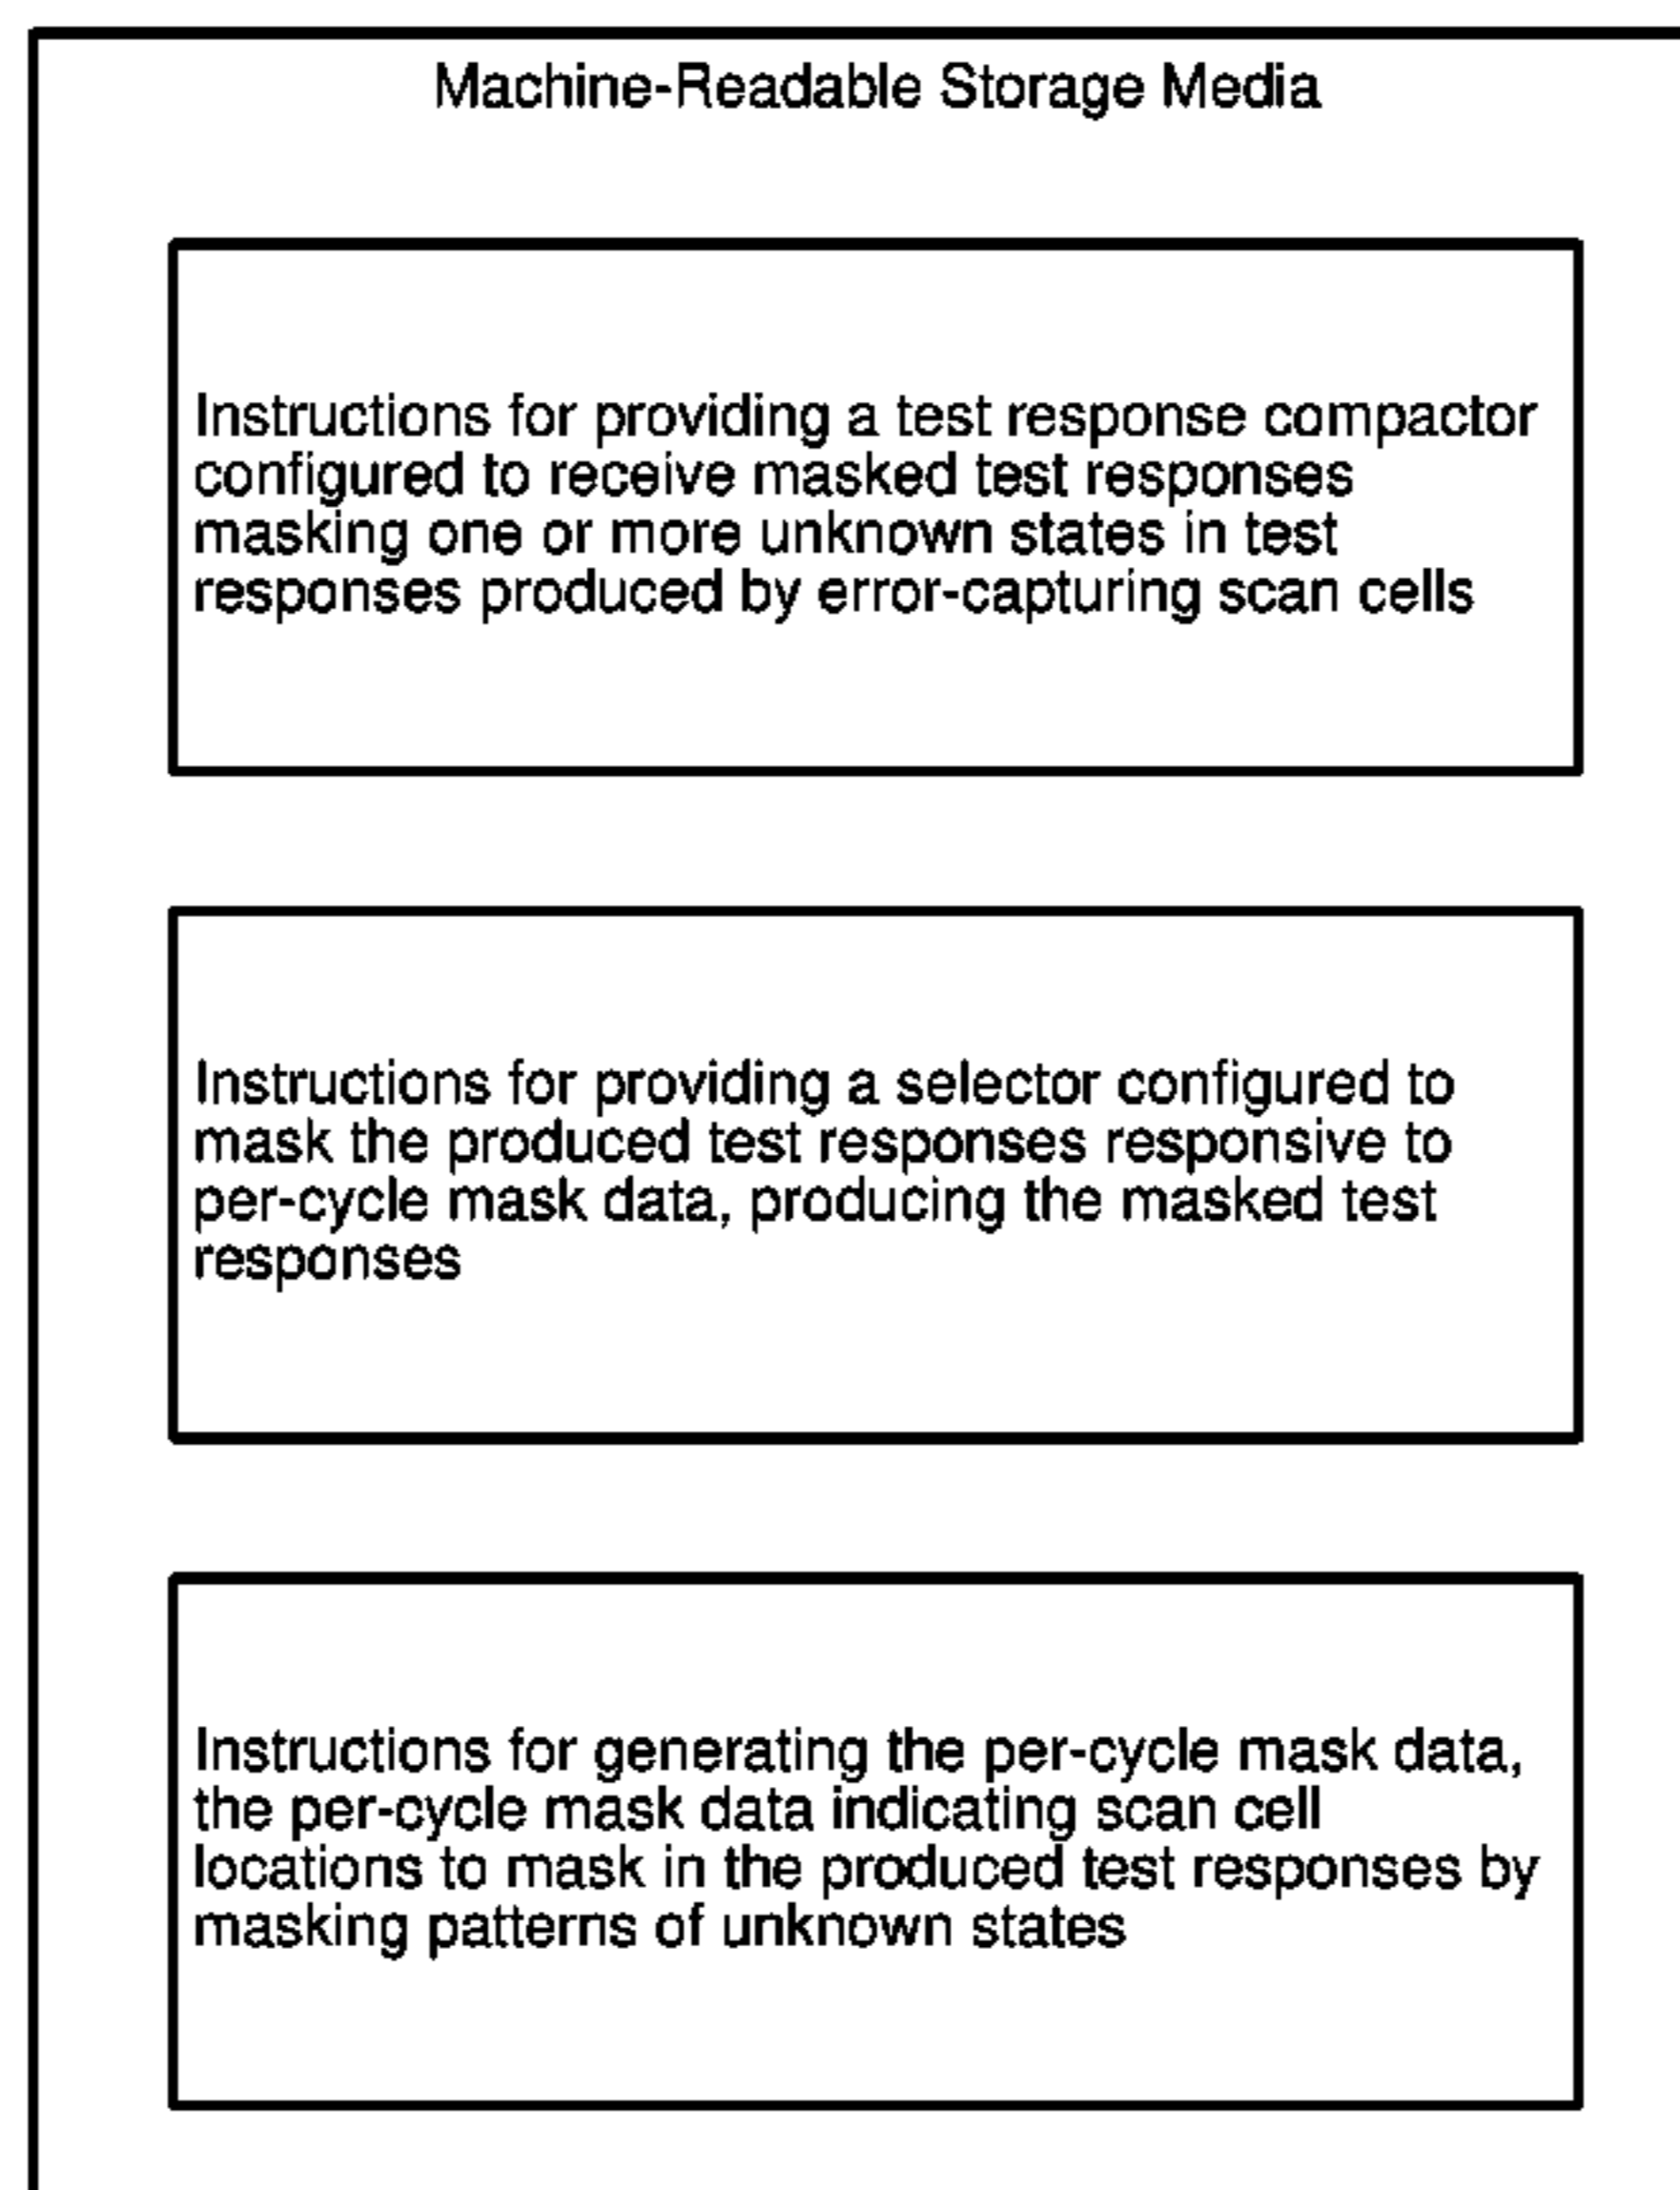 Machine-Readable Storage Media
Instructions for providing a test response compactor
configured to receive masked test responses
masking one or more unknown states in test
responses produced by error-capturing scan cells
Instructions for providing a selector configured to
mask the produced test responses responsive to
per-cycle mask data, producing the masked test
responses
Instructions for generating the per-cycle mask data,
the per-cycle mask data indicating scan cell
locations to mask in the produced test responses by
masking patterns of unknown states